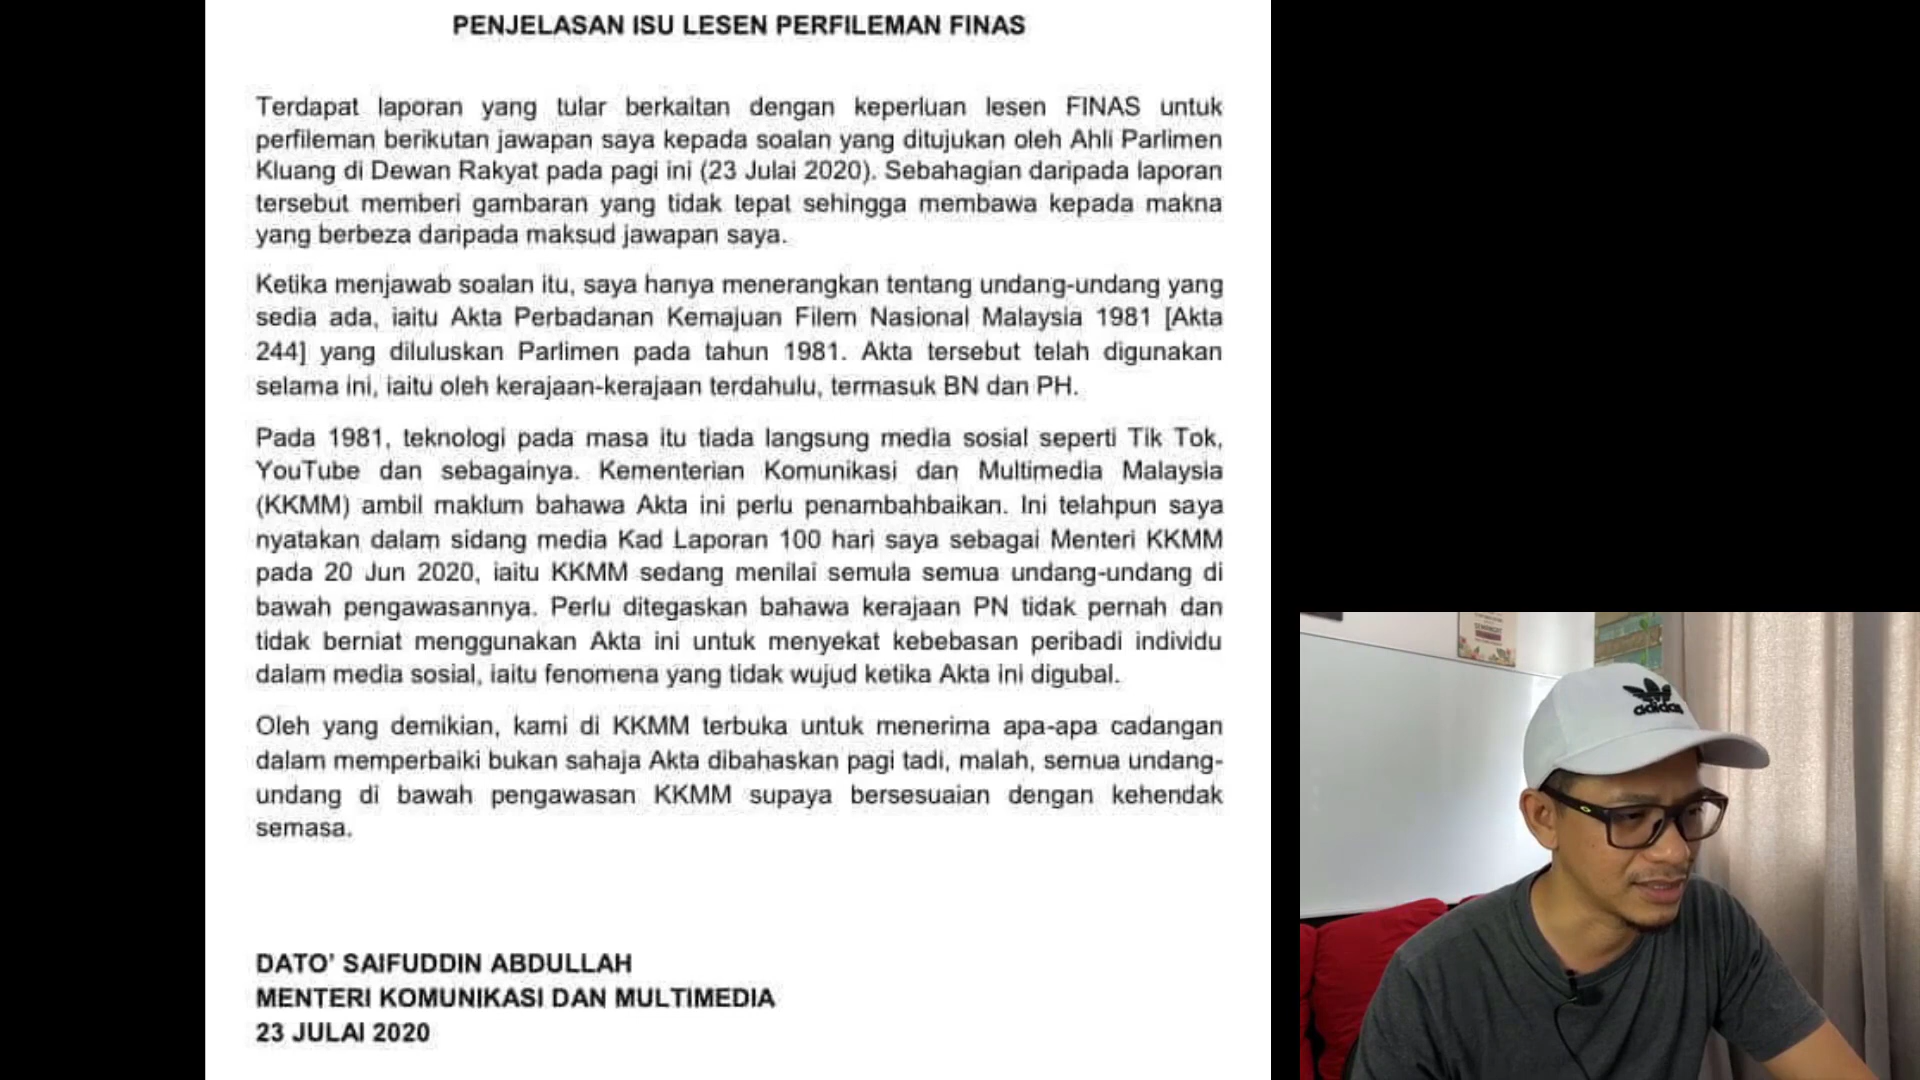 PENJELASAN ISU LESEN PERFILEMAN FINAS
Terdapat laporan yang tular berkaitan dengan keperluan lesen FINAS untuk
perfileman berikutan jawapan saya kepada soalan yang ditujukan oleh Ahli Parlimen
Kluang di Dewan Rakyat pada pagi ini (23 Julai 2020). Sebahagian daripada laporan
tersebut memberi gambaran yang tidak tepat sehingga membawa kepada makna
yang berbeza daripada maksud jawapan saya.
Ketika menjawab soalan itu, saya hanya menerangkan tentang undang-undang yang
sedia ada, iaitu Akta Perbadanan Kemajuan Filem Nasional Malaysia 1981 [Akta
244] yang diluluskan Parlimen pada tahun 1981. Akta tersebut telah digunakan
selama ini, iaitu oleh kerajaan-kerajaan terdahulu, termasuk BN dan PH.
Pada 1981, teknologi pada masa itu tiada langsung media sosial seperti Tik Tok,
YouTube dan sebagainya. Kementerian Komunikasi dan Multimedia Malaysia
(KKMM) ambil maklum bahawa Akta ini perlu penambahbaikan. Ini telahpun saya
nyatakan dalam sidang media Kad Laporan 100 hari saya sebagai Menteri KKMM
pada 20 Jun 2020, iaitu KKMM sedang menilai semula semua undang-undang di
bawah pengawasannya. Perlu ditegaskan bahawa kerajaan PN tidak pernah dan
tidak berniat menggunakan Akta ini untuk menyekat kebebasan peribadi individu
dalam media sosial, iaitu fenomena yang tidak wujud ketika Akta ini digubal.
Oleh yang demikian, kami di KKMM terbuka untuk menerima apa-apa cadangan
dalam memperbaiki bukan sahaja Akta dibahaskan pagi tadi, malah, semua undang-
undang di bawah pengawasan KKMM supaya bersesuaian dengan kehendak
semasa.
DATO' SAIFUDDIN ABDULLAH
MENTERI KOMUNIKASI DAN MULTIMEDIA
23 JULAI 2020
SEMANGAT
adidas